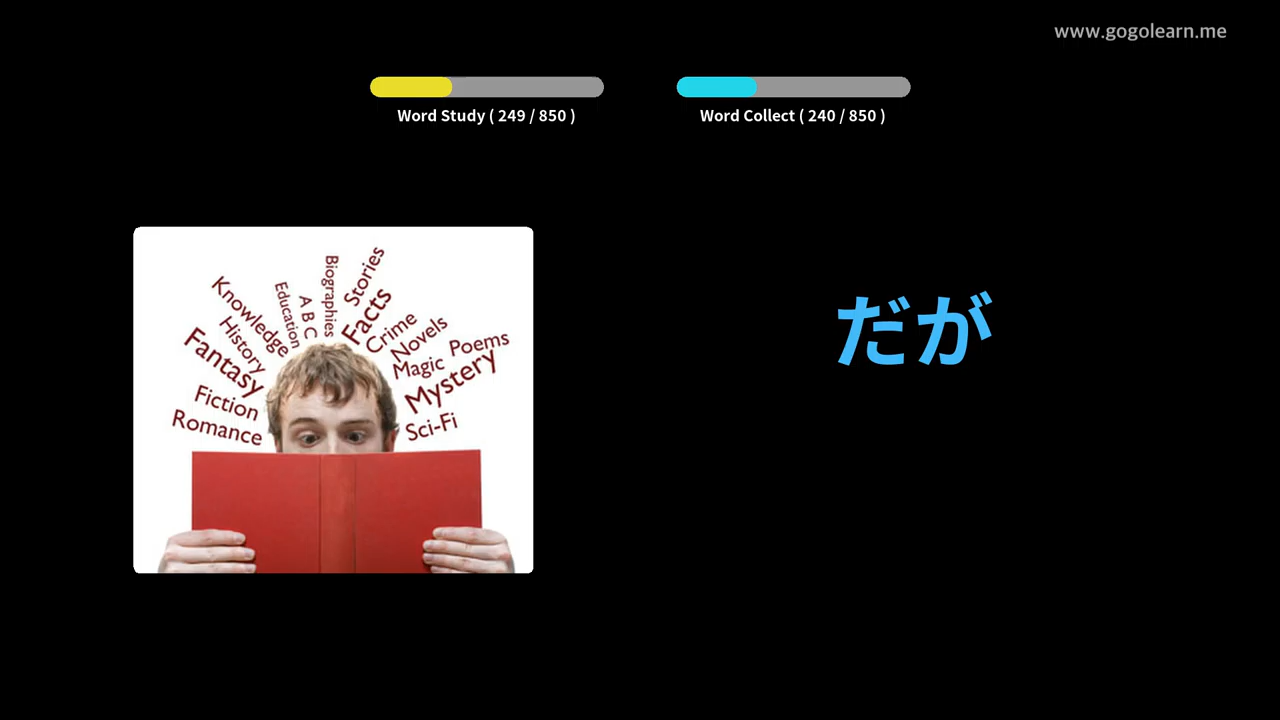 www.gogolearn.me
Word Study ( 249 / 850 )
Word Collect ( 240 / 850 )
だが
Knowledge
History
Fantasy
Fiction
Romance
Education
A B C
Biographies
Stories
Facts
Crime
Novels
Magic
Poems
Mystery
Sci-Fi